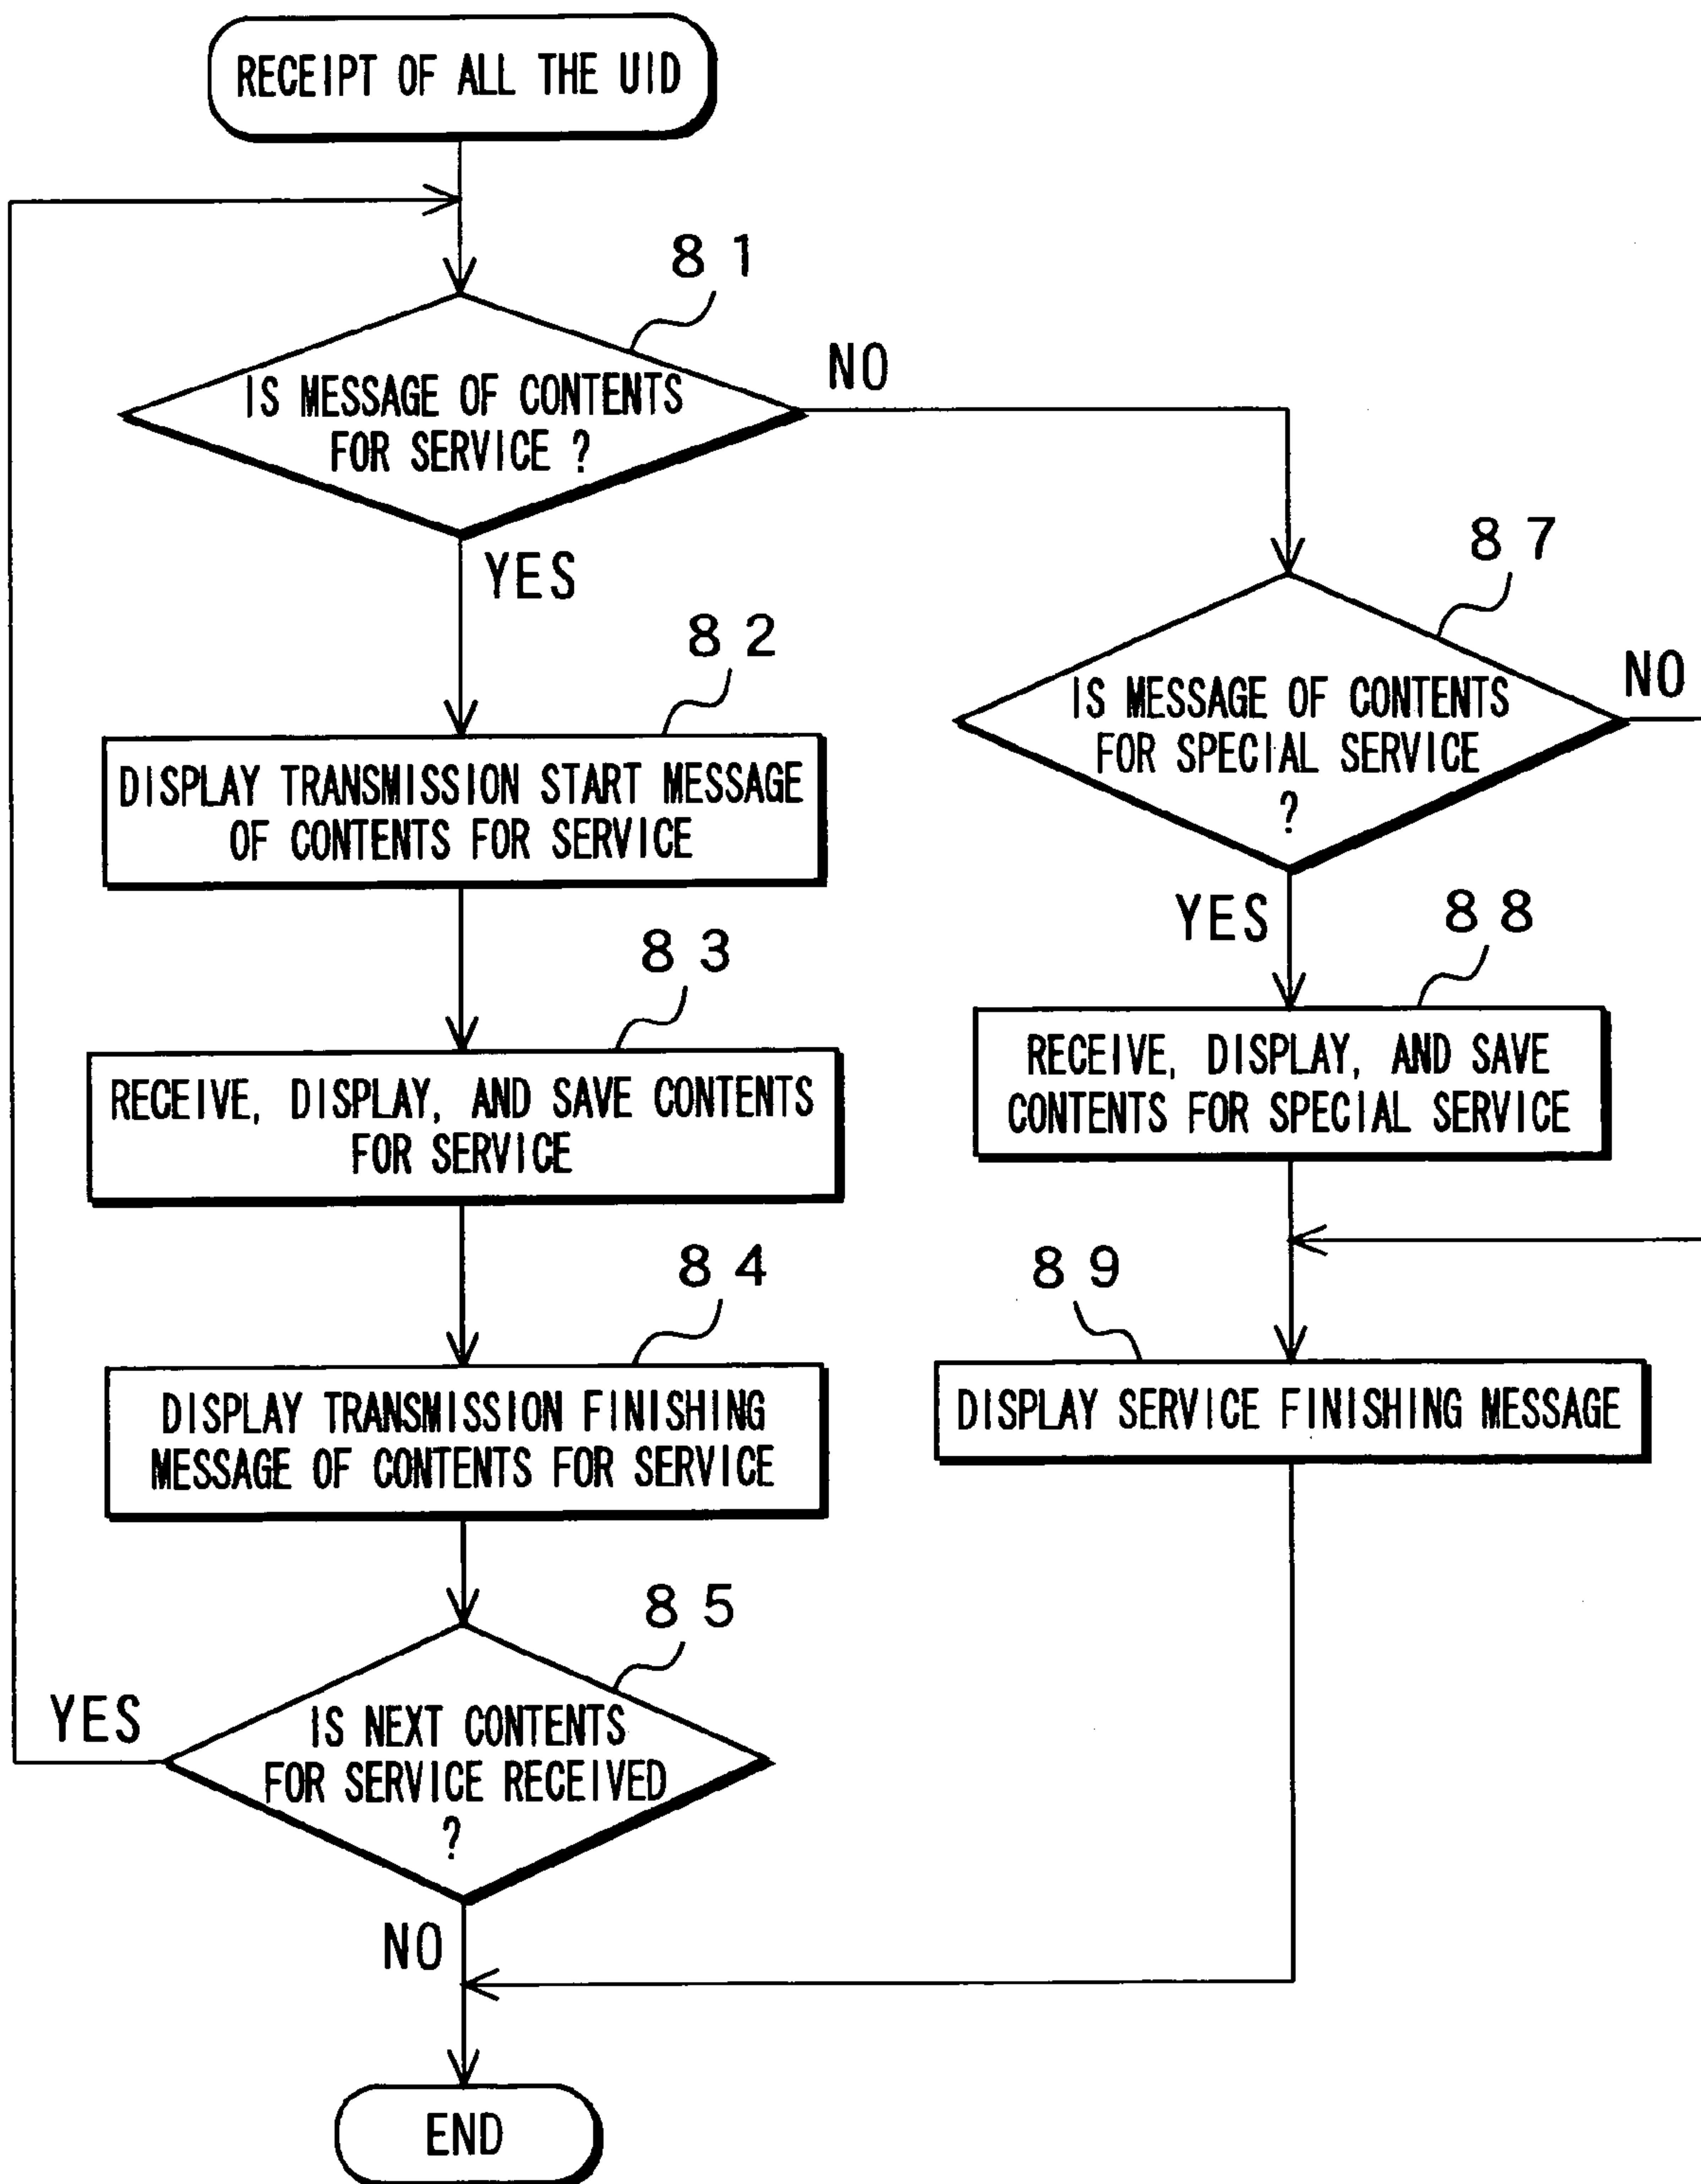 RECEIPT OF ALL THE UID
81
IS MESSAGE OF CONTENTS
FOR SERVICE ?
NO
YES
82
DISPLAY TRANSMISSION START MESSAGE
OF CONTENTS FOR SERVICE
83
RECEIVE, DISPLAY, AND SAVE CONTENTS
FOR SERVICE
84
DISPLAY TRANSMISSION FINISHING
MESSAGE OF CONTENTS FOR SERVICE
85
IS NEXT CONTENTS
FOR SERVICE RECEIVED
?
YES
NO
87
IS MESSAGE OF CONTENTS
FOR SPECIAL SERVICE
?
NO
YES
88
RECEIVE, DISPLAY, AND SAVE
CONTENTS FOR SPECIAL SERVICE
89
DISPLAY SERVICE FINISHING MESSAGE
END